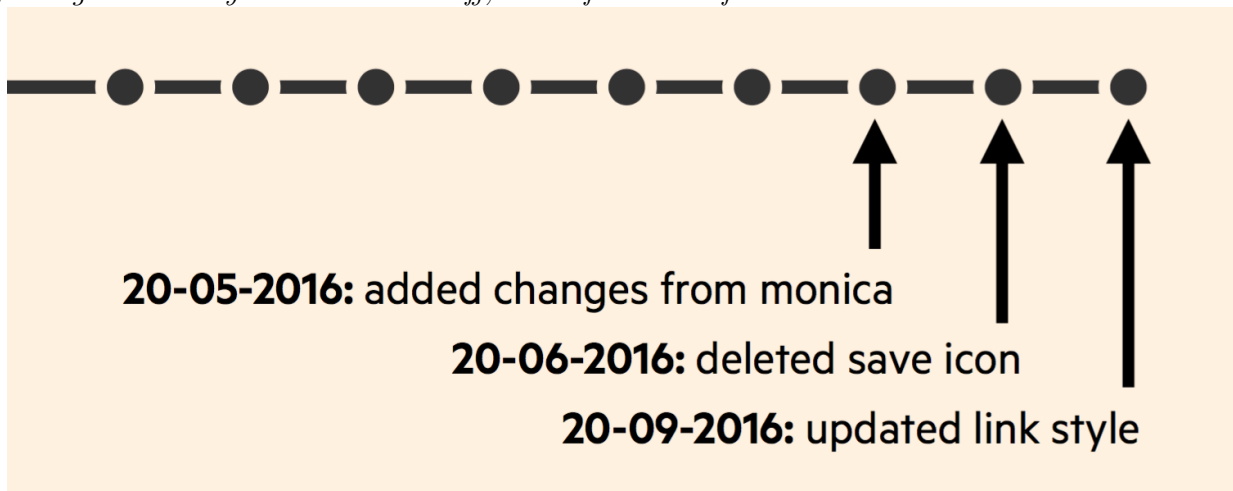 20-05-2016: added changes from monica
20-06-2016: deleted save icon
20-09-2016: updated link style